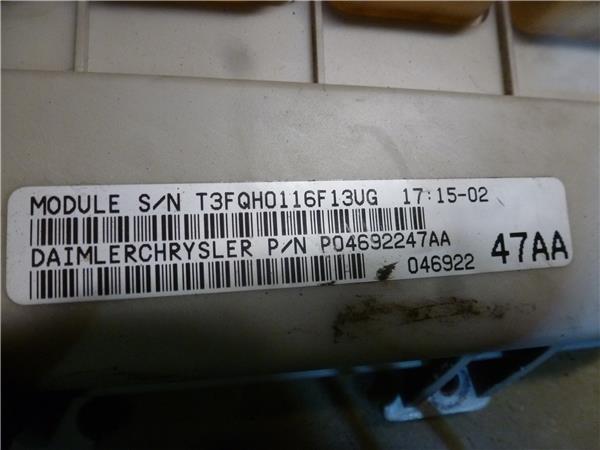 MODULE S/N T3FQH0116F13VG 17:15-02
DAIMLERCHRYSLER P/N P04692247AA
046922 47AA